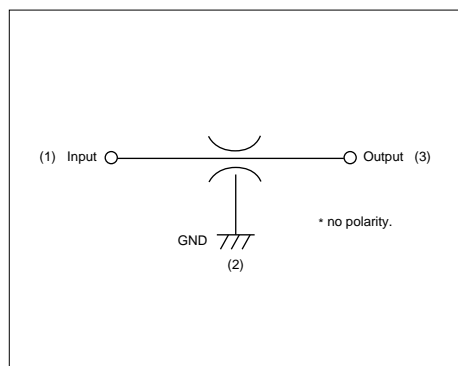 (1) Input Output (3)
* no polarity.
GND
(2)